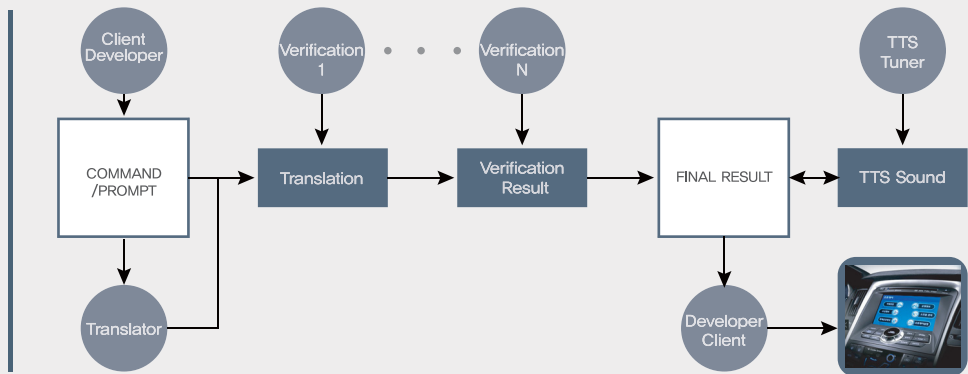 Client
Developer
Verification
1
Verification
N
TTS
Tuner
COMMAND
/PROMPT
Translation
Verification
Result
FINAL RESULT
TTS Sound
Translator
Developer
Client